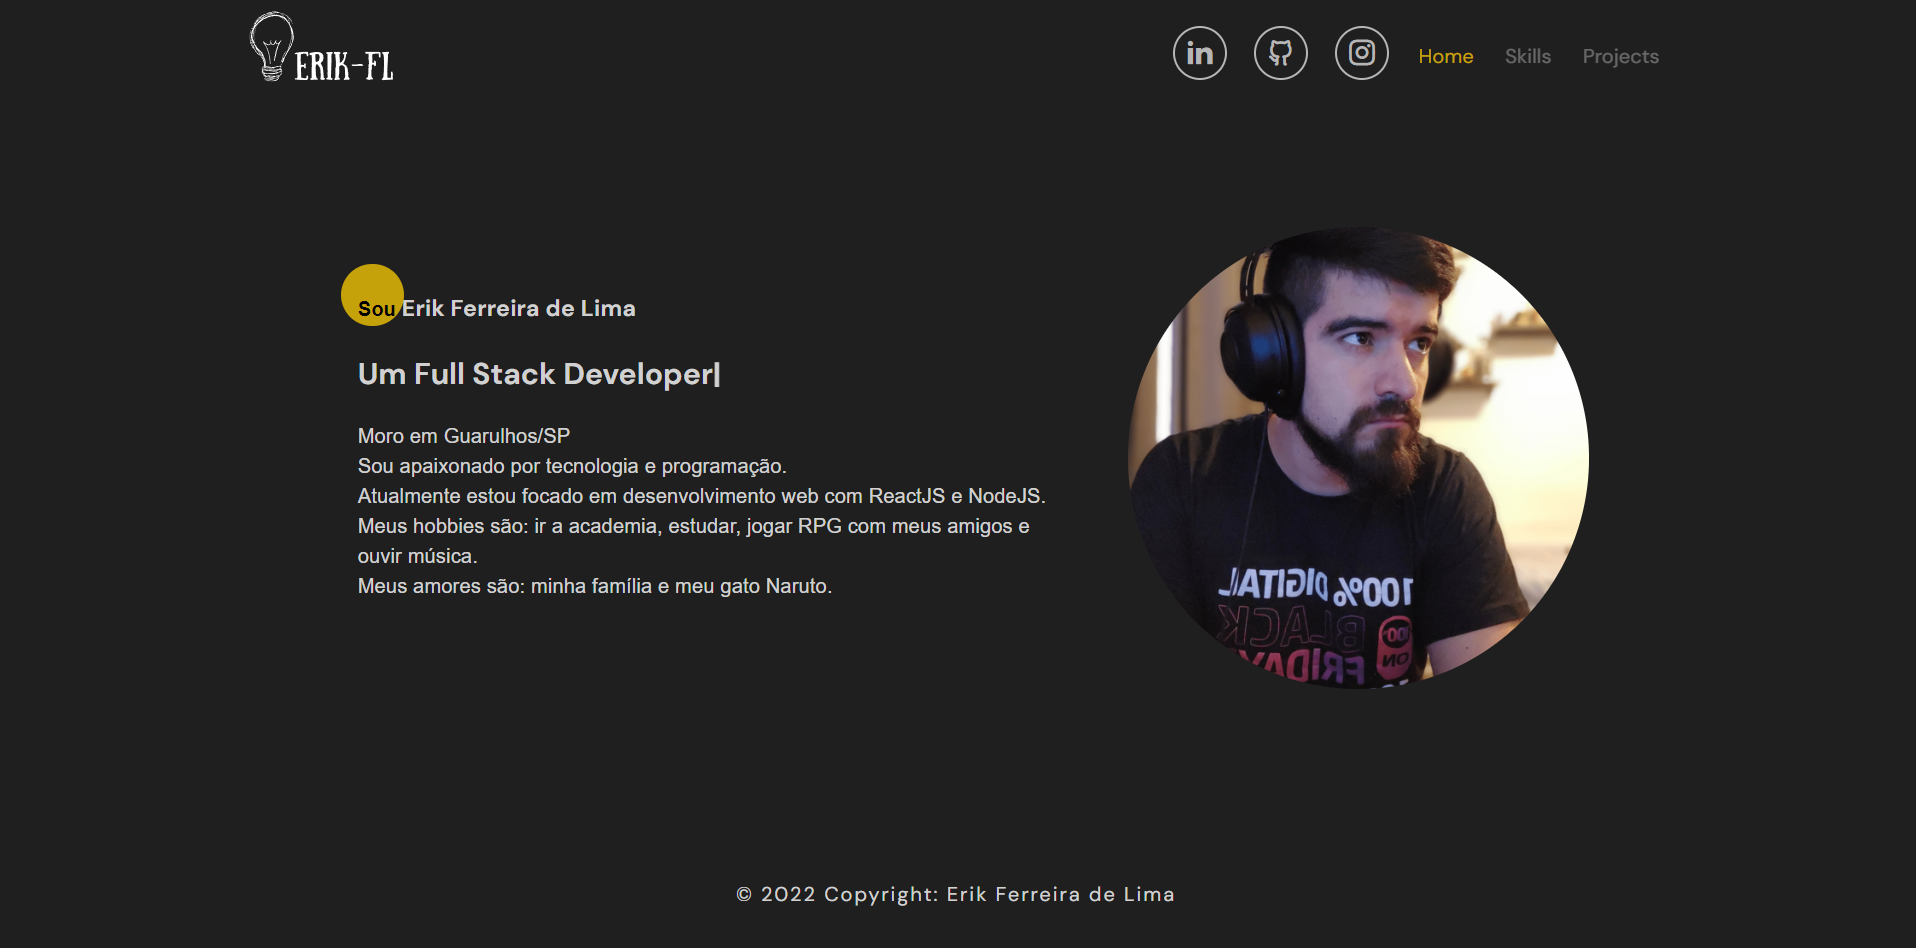 ERIK-FL
in
Home Skills Projects
Sou Erik Ferreira de Lima
Um Full Stack Developer|
Moro em Guarulhos/SP
Sou apaixonado por tecnologia e programação.
Atualmente estou focado em desenvolvimento web com ReactJS e NodeJS.
Meus hobbies são: ir a academia, estudar, jogar RPG com meus amigos e
ouvir música.
Meus amores são: minha família e meu gato Naruto.
100% DIGITAL
BLACK
FRIDAY
100%
ON
© 2022 Copyright: Erik Ferreira de Lima